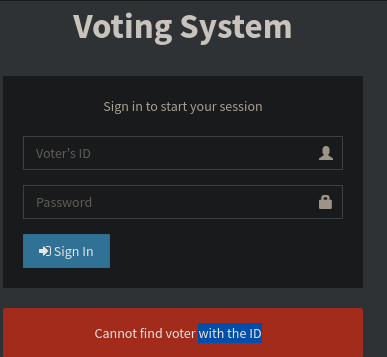 Voting System
Sign in to start your session
Voter's ID
Password
Sign In
Cannot find voter with the ID